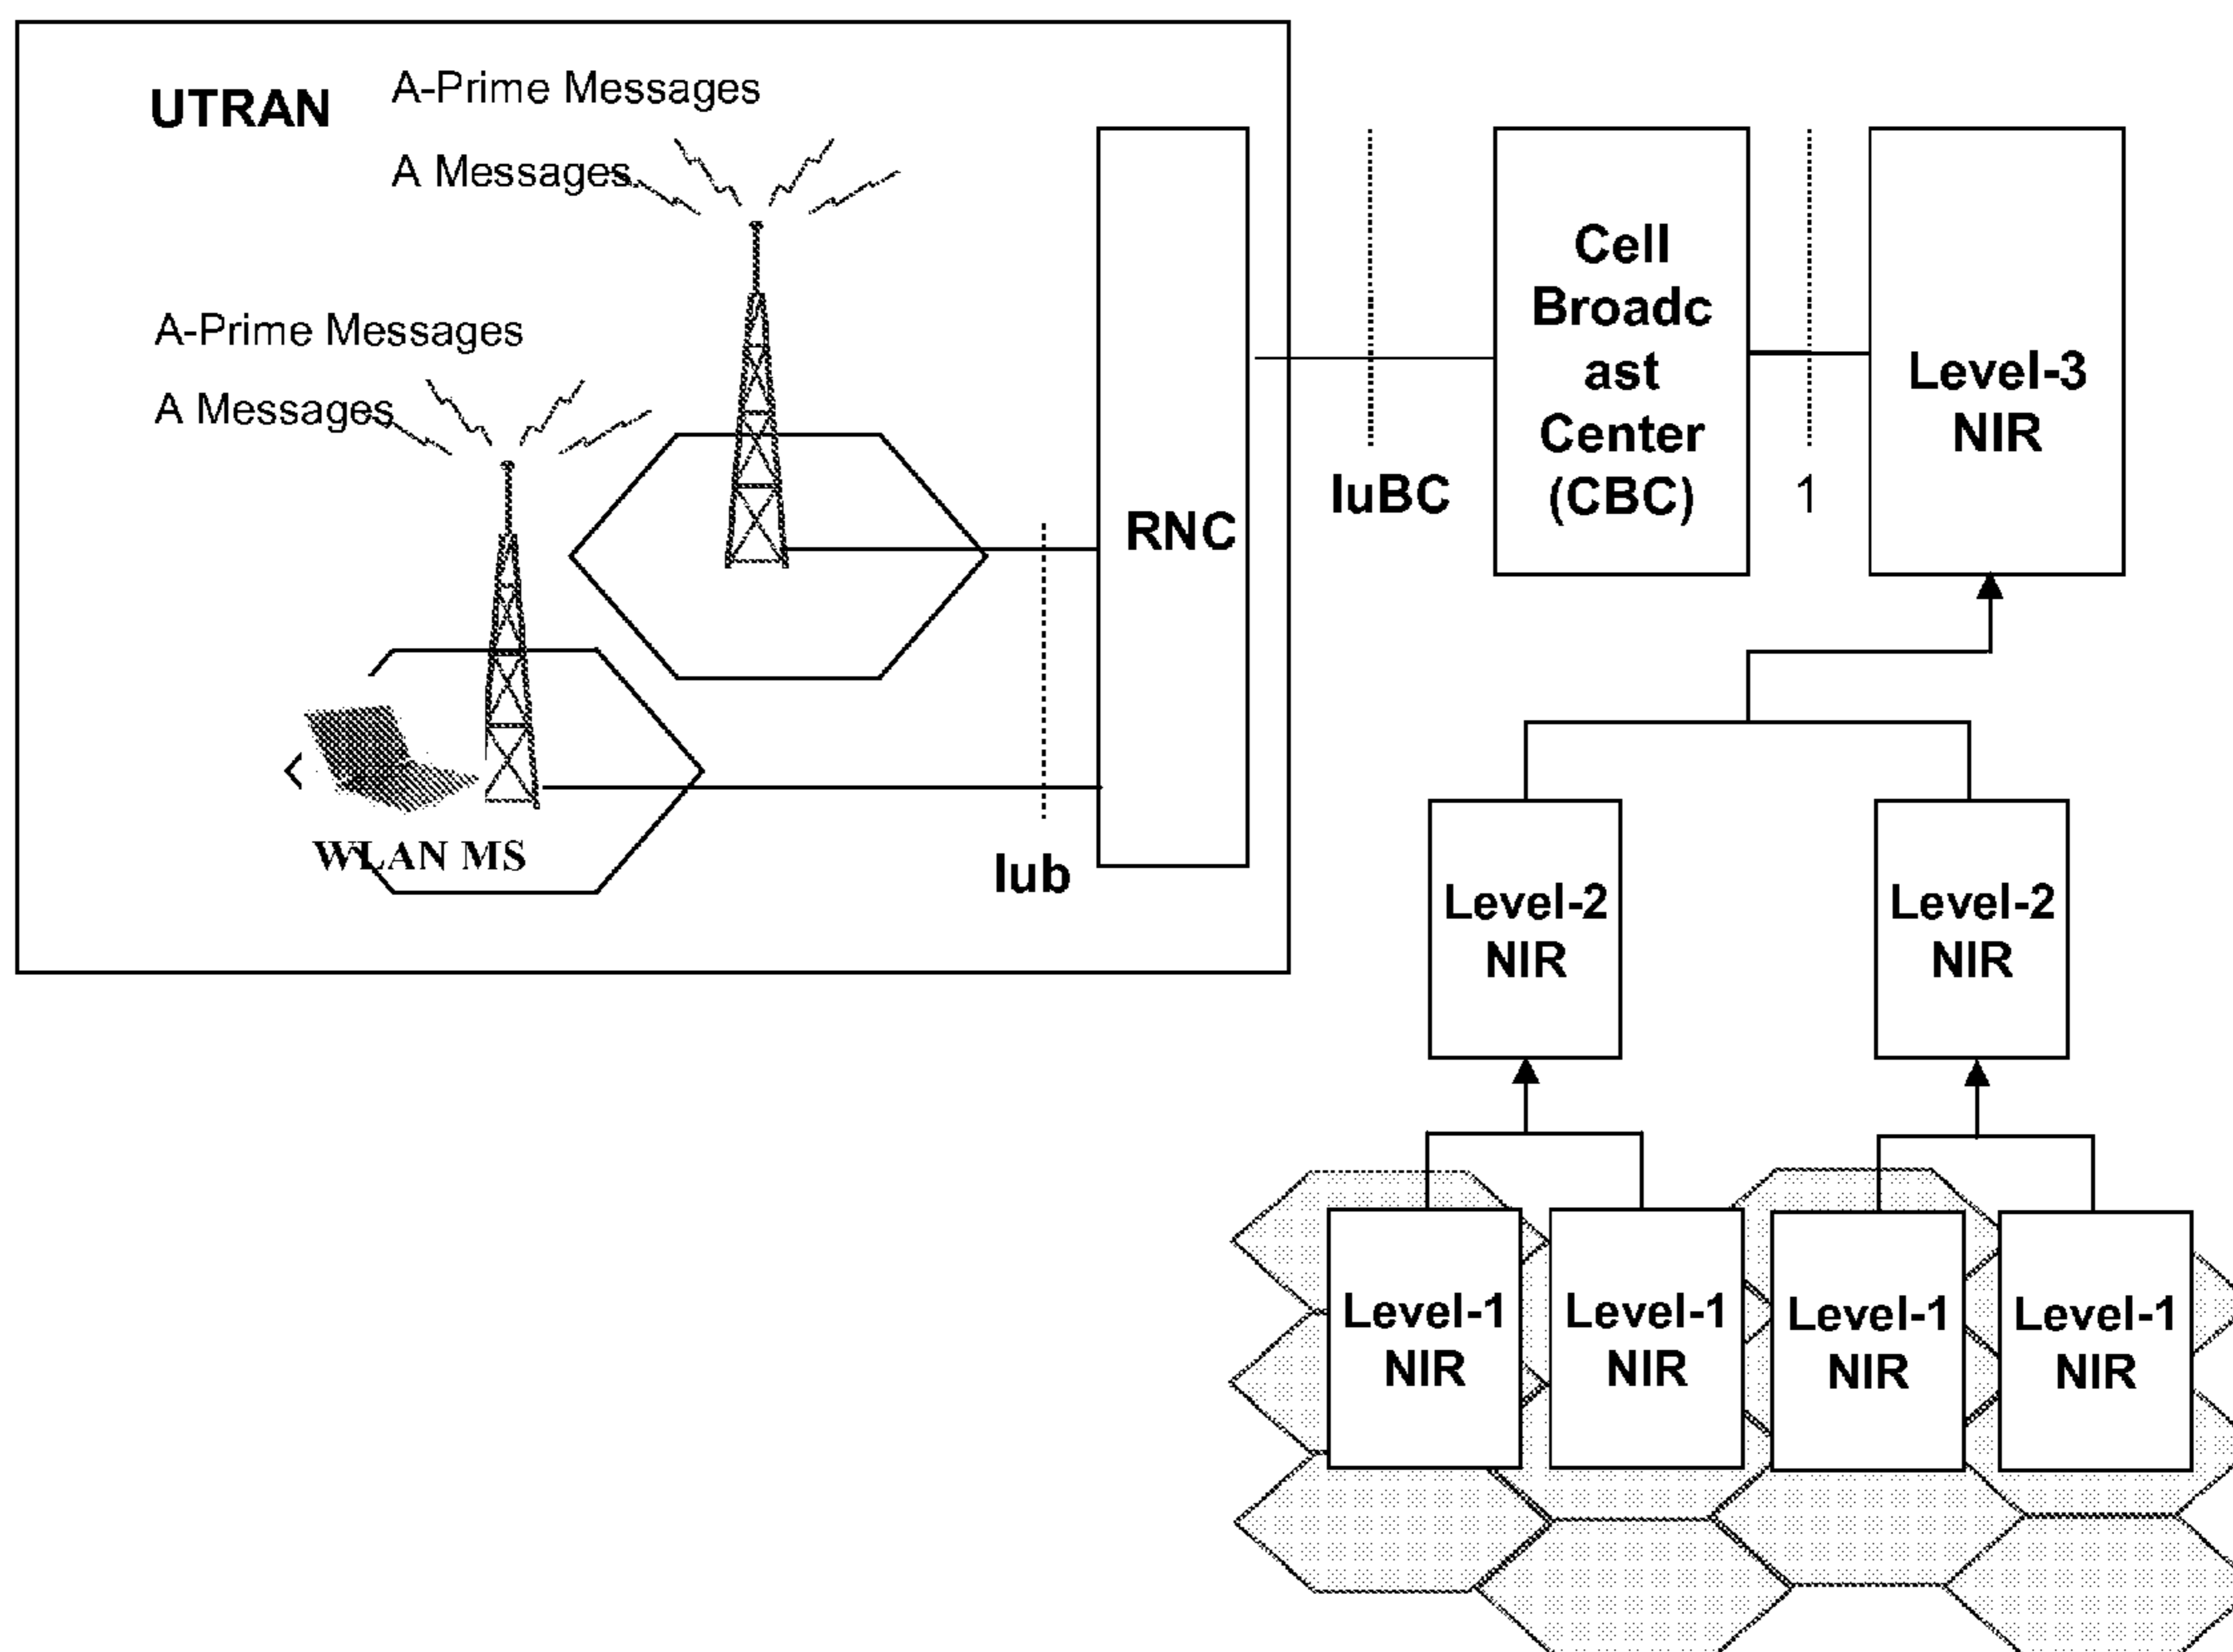 UTRAN
A-Prime Messages
A Messages
A-Prime Messages
A Messages
WLAN MS
Iub
RNC
IuBC
Cell
Broadc
ast
Center
(CBC)
1
Level-3
NIR
Level-2
NIR
Level-2
NIR
Level-1
NIR
Level-1
NIR
Level-1
NIR
Level-1
NIR